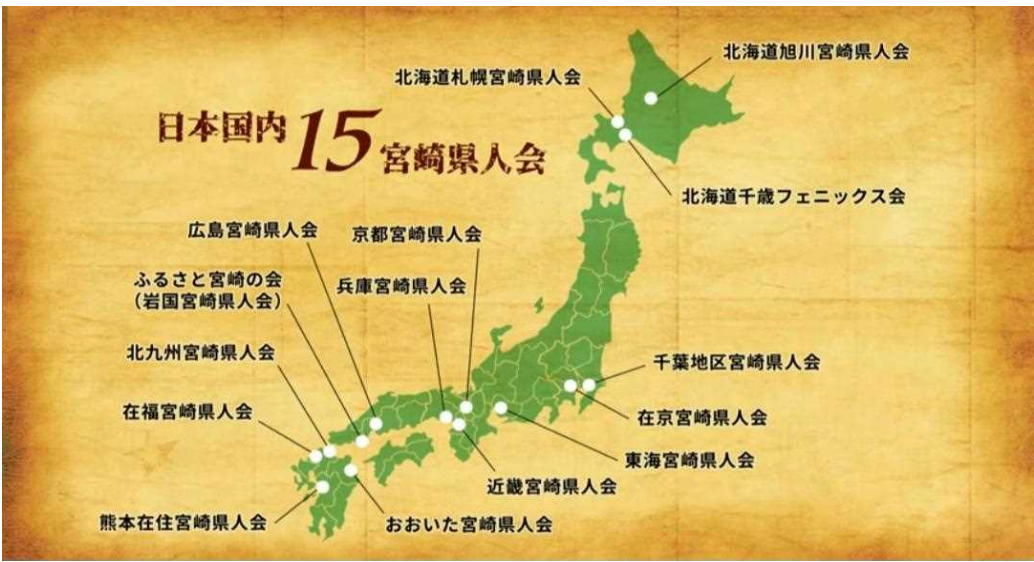 日本国内15宮崎県人会
北海道旭川宮崎県人会
北海道札幌宮崎県人会
北海道千歳フェニックス会
広島宮崎県人会
京都宮崎県人会
ふるさと宮崎の会
（岩国宮崎県人会）
兵庫宮崎県人会
北九州宮崎県人会
千葉地区宮崎県人会
在福宮崎県人会
在京宮崎県人会
東海宮崎県人会
近畿宮崎県人会
熊本在住宮崎県人会
おおいた宮崎県人会